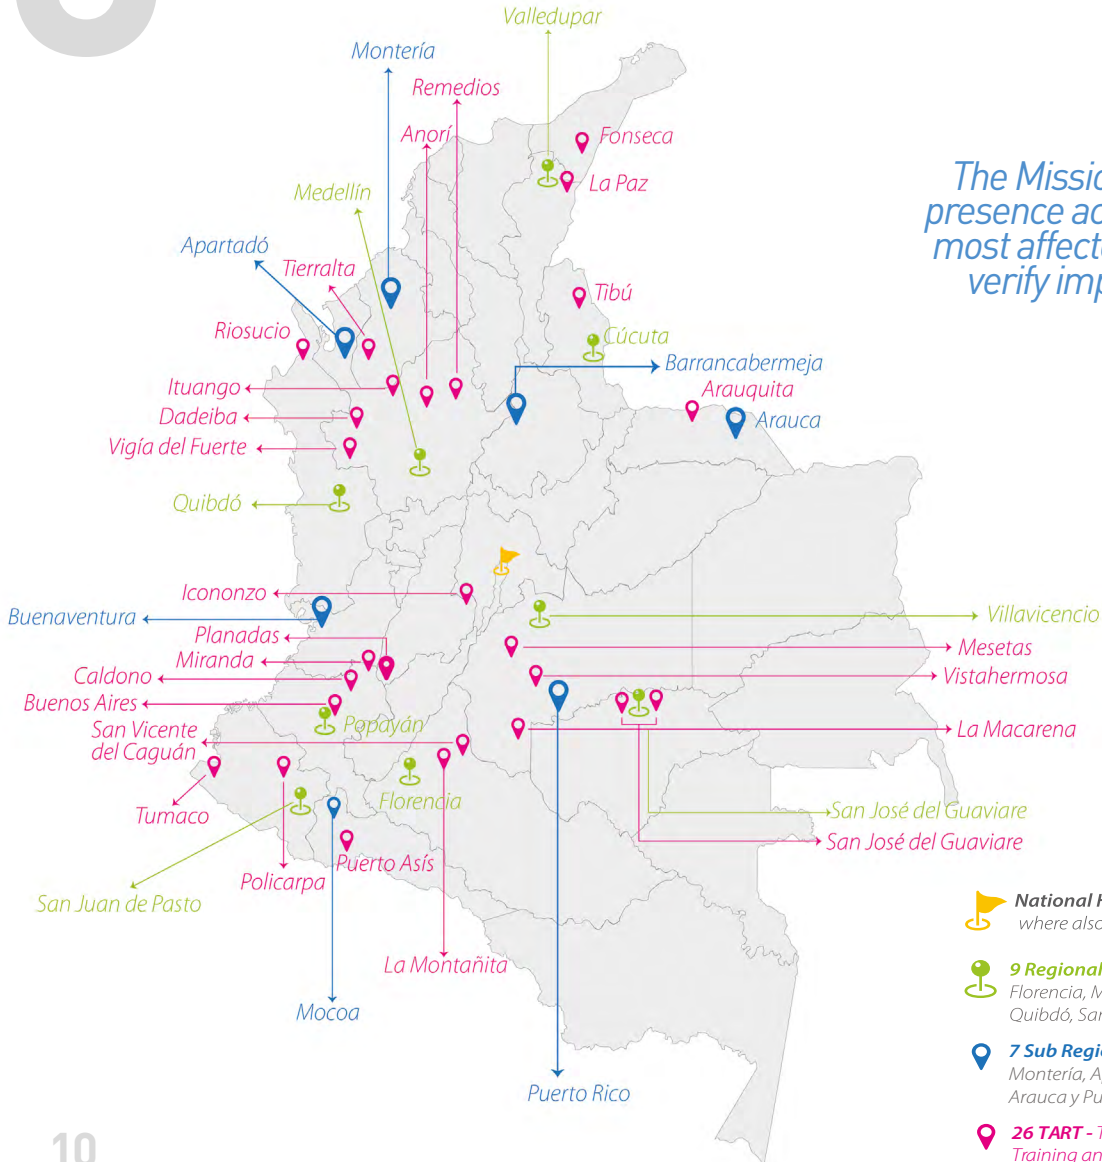 Valledupar
Montería
Remedios
Anorí
Fonseca
La Paz
Medellín
Apartadó
Tierralta
Riosucio
Tibú
Cúcuta
Barrancabermeja
Arauquita
Arauca
Ituango
Dadeiba
Vigía del Fuerte
Quibdó
The Missio
presence ac
most affecte
verify imp
Icononzo
Buenaventura
Planadas
Miranda
Caldono
Buenos Aires
San Vicente
del Caguán
Popayán
Villavicencio
Mesetas
Vistahermosa
La Macarena
Tumaco
Florencia
San José del Guaviare
San José del Guaviare
Puerto Asís
Policarpa
San Juan de Pasto
La Montañita
Mocoa
Puerto Rico
National H
where also
9 Regional
Florencia, M
Quibdó, San
7 Sub Regio
Montería, A
Arauca y Pu
26 TART - T
Training an
10